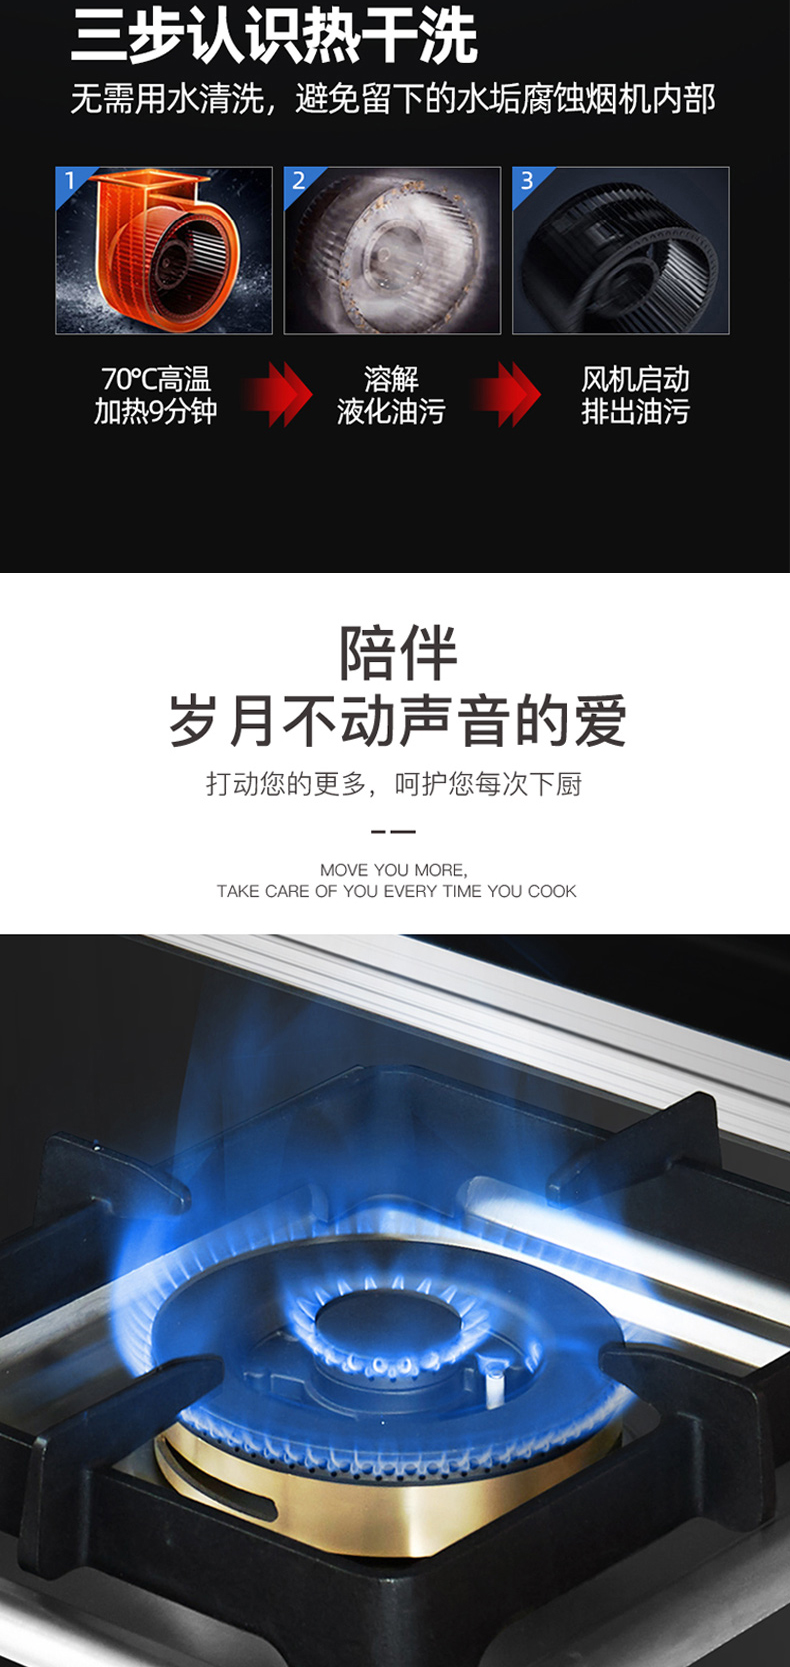 三步认识热干洗
无需用水清洗，避免留下的水垢腐蚀烟机内部
1
2
3
70℃高温
加热9分钟
溶解
液化油污
风机启动
排出油污
陪伴
岁月不动声音的爱
打动您的更多，呵护您每次下厨
MOVE YOU MORE,
TAKE CARE OF YOU EVERY TIME YOU COOK